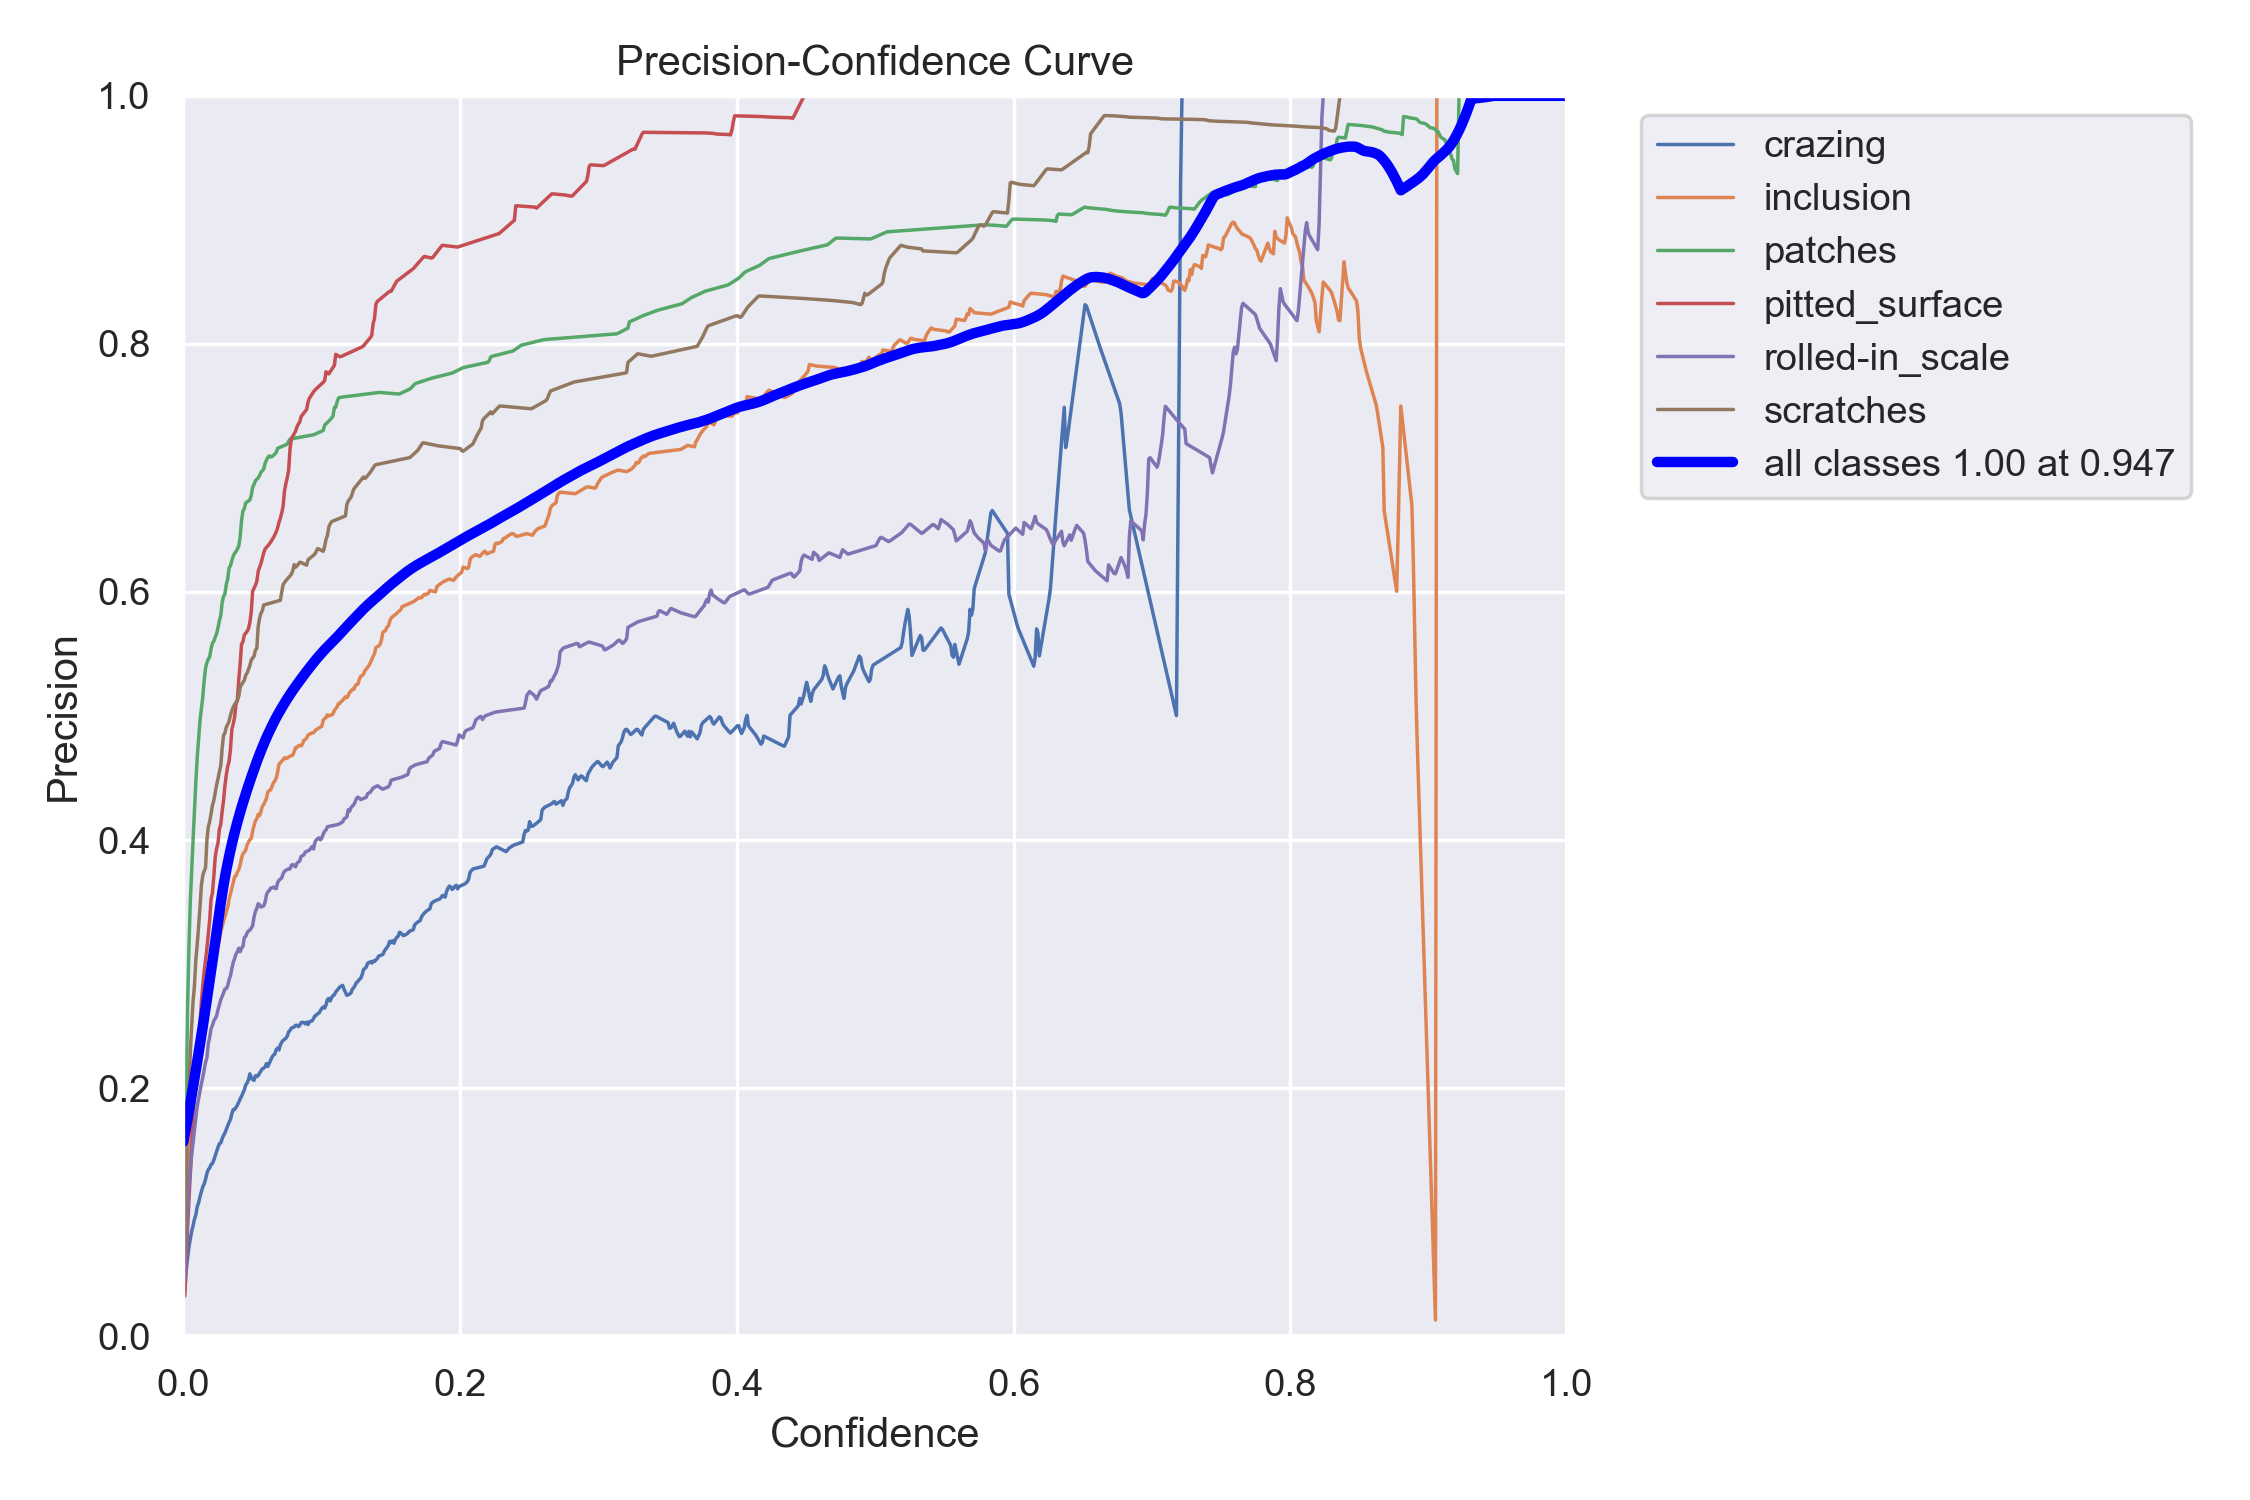 Precision-Confidence Curve
1.0
0.8
0.6
0.4
0.2
0.0
Precision
0.0 0.2 0.4 0.6 0.8 1.0
Confidence
crazing
inclusion
patches
pitted_surface
rolled-in_scale
scratches
all classes 1.00 at 0.947